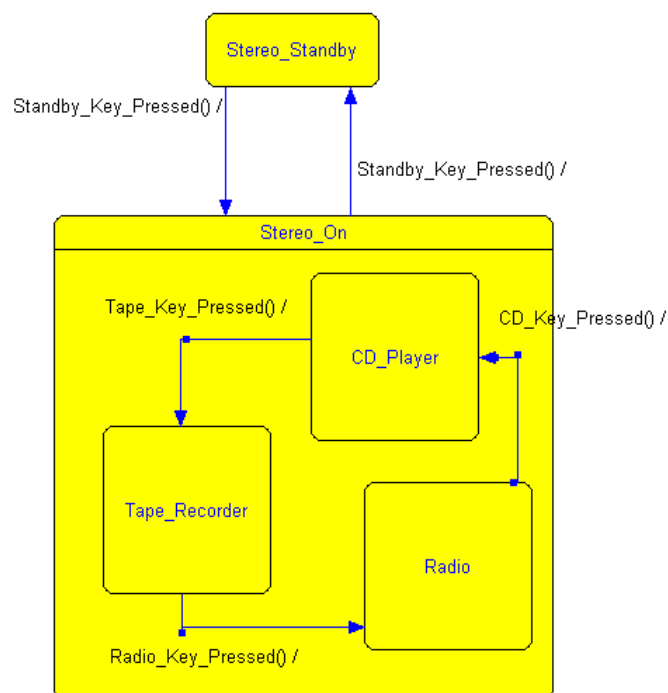 Stereo_Standby
Standby_Key_Pressed() /
Standby_Key_Pressed() /
Stereo_On
Tape_Key_Pressed() /
CD_Key_Pressed() /
CD_Player
Tape_Recorder
Radio
Radio_Key_Pressed() /